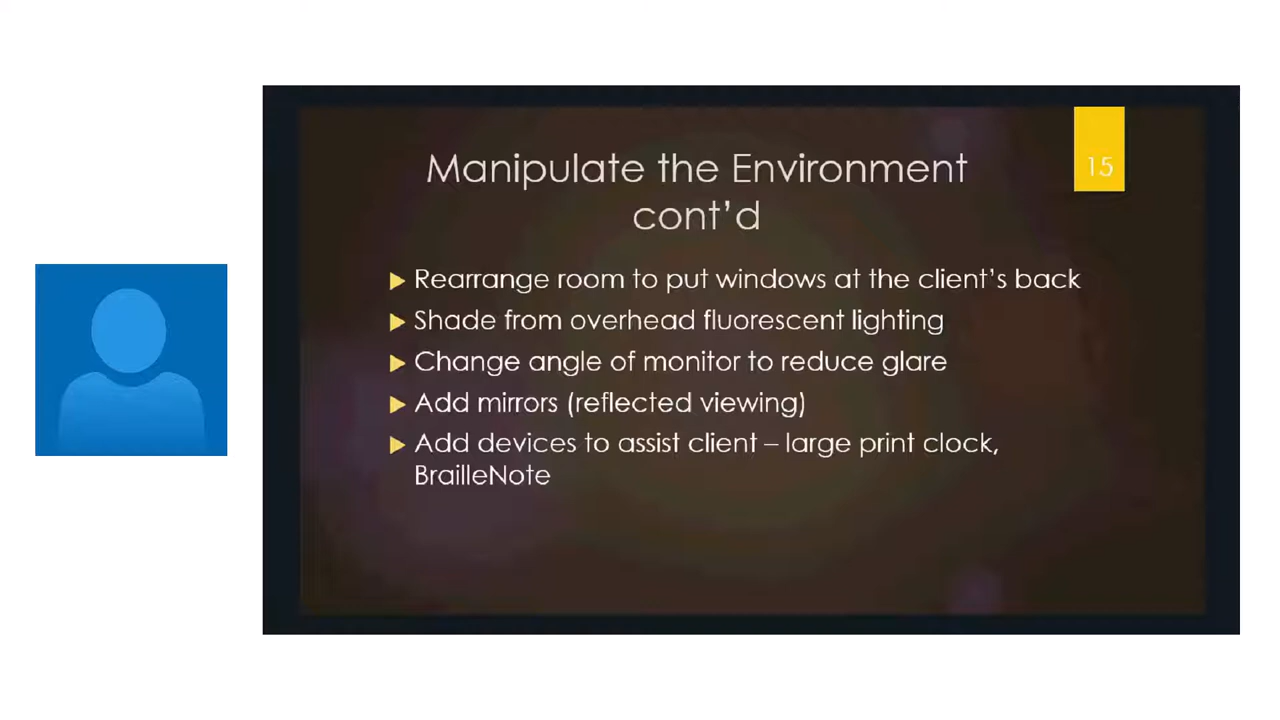 Manipulate the Environment
cont’d
15
Rearrange room to put windows at the client’s back
Shade from overhead fluorescent lighting
Change angle of monitor to reduce glare
Add mirrors (reflected viewing)
Add devices to assist client – large print clock,
BrailleNote